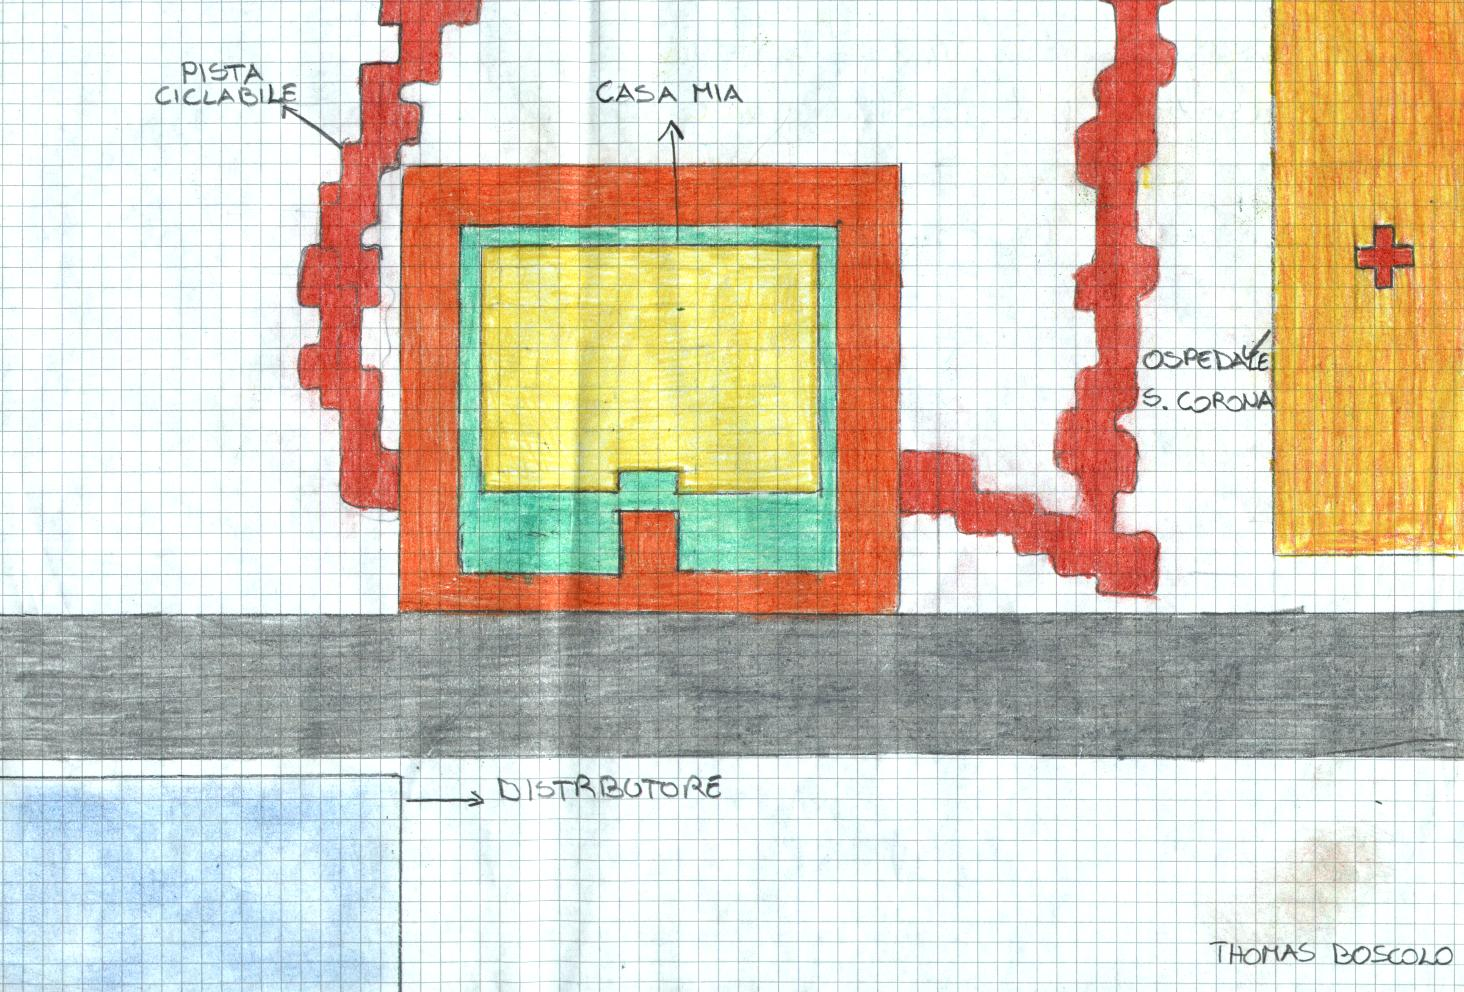 PISTA
CICLABILE
CASA MIA
OSPEDALE
S. CORONA
DISTRBUTORE
THOMAS BOSCOLO